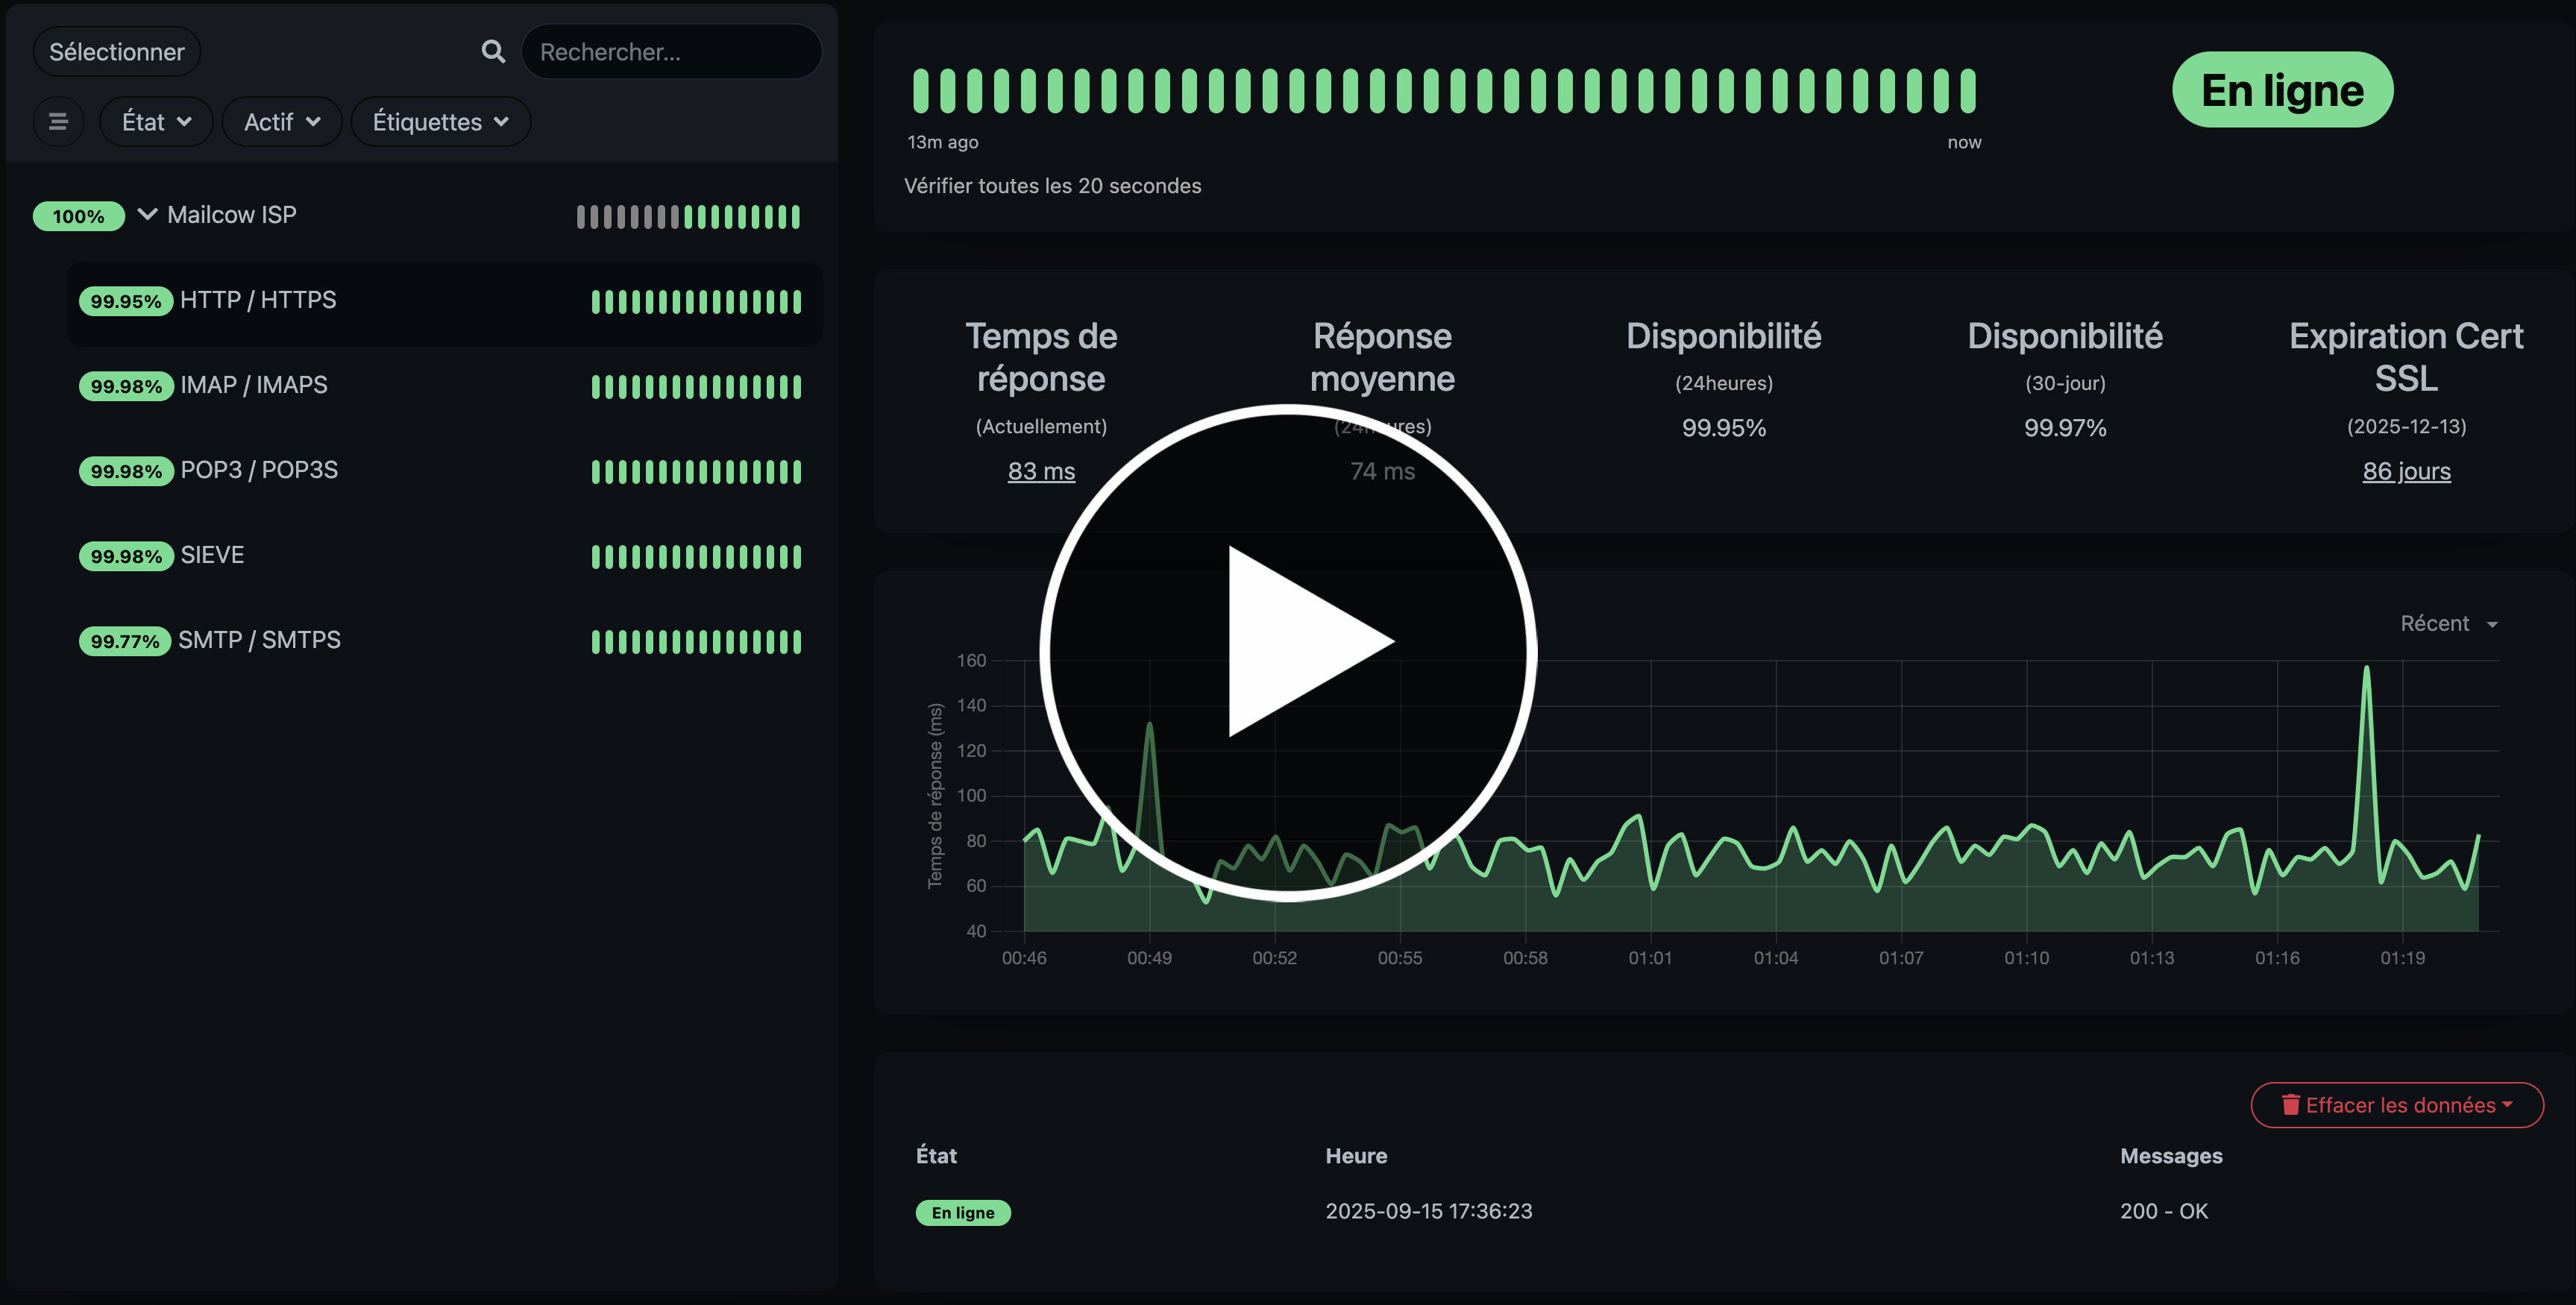 Sélectionner
Rechercher...
État
Actif
Étiquettes
100%
Mailcow ISP
99.95%
HTTP / HTTPS
99.98%
IMAP / IMAPS
99.98%
POP3 / POP3S
99.98%
SIEVE
99.77%
SMTP / SMTPS
13m ago
now
Vérifier toutes les 20 secondes
En ligne
Temps de
réponse
(Actuellement)
83 ms
Réponse
moyenne
(24heures)
74 ms
Disponibilité
(24heures)
99.95%
Disponibilité
(30-jour)
99.97%
Expiration Cert
SSL
(2025-12-13)
86 jours
Récent
Temps de réponse (ms)
160
140
120
100
80
60
40
00:46
00:49
00:52
00:55
00:58
01:01
01:04
01:07
01:10
01:13
01:16
01:19
Effacer les données
État
Heure
Messages
En ligne
2025-09-15 17:36:23
200 - OK